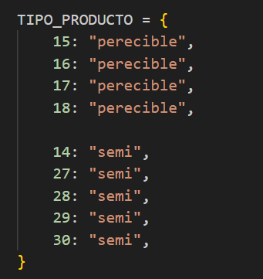 TIPO_PRODUCTO = {
15: "perecible",
16: "perecible",
17: "perecible",
18: "perecible",
14: "semi",
27: "semi",
28: "semi",
29: "semi",
30: "semi",
}